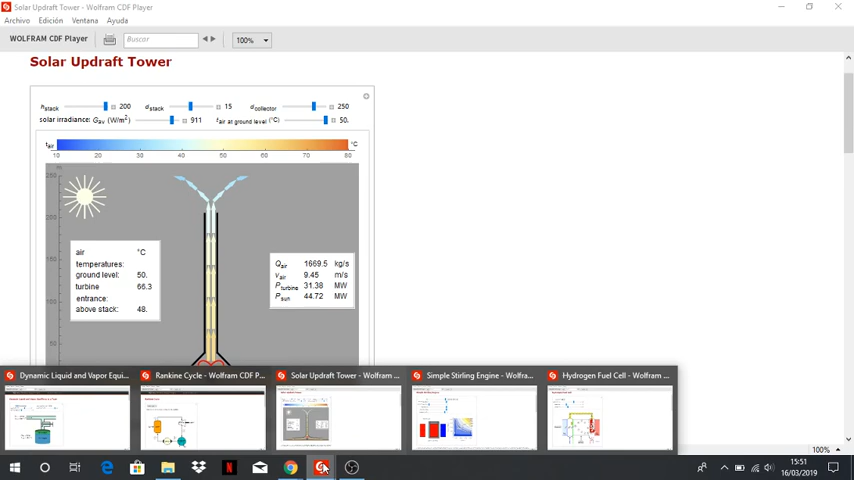 Solar Updraft Tower - Wolfram CDF Player
Archivo Edición Ventana Ayuda
WOLFRAM CDF Player Buscar 100%
Solar Updraft Tower
hstack 200 dstack 15 dcollector 250
solar irradiance: Gav (W/m2) 911 tair at ground level (°C) 50.
tair °C
10 20 30 40 50 60 70 80
m
250
200
150
100
50
air °C
temperatures:
ground level: 50.
turbine 66.3
entrance:
above stack: 48.
Qair 1669.5 kg/s
vair 9.45 m/s
Pturbine 31.38 MW
Psun 44.72 MW
Dynamic Liquid and Vapor Equi... Rankine Cycle - Wolfram CDF P... Solar Updraft Tower - Wolfram ... Simple Stirling Engine - Wolfra... Hydrogen Fuel Cell - Wolfram ...
100%
15:51
16/03/2019